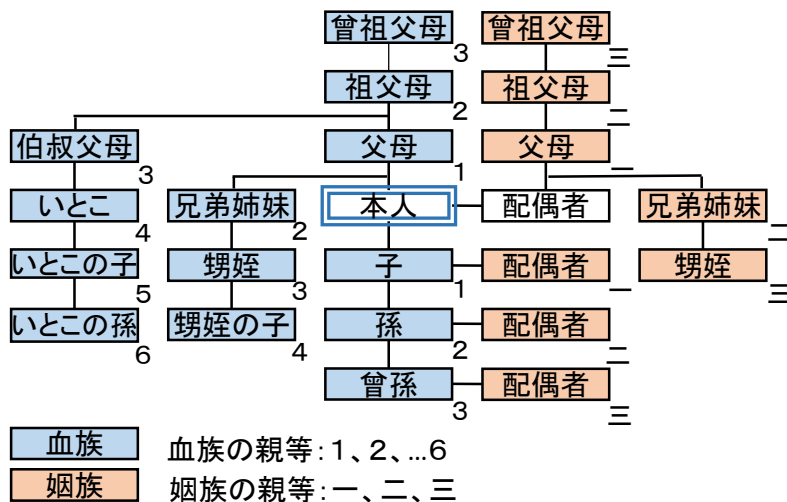 曾祖父母 曾祖父母
3 三
祖父母 祖父母
2 二
伯叔父母 父母 父母
3 1 一
いとこ 兄弟姉妹 本人 配偶者 兄弟姉妹
4 2 二
いとこの子 甥姪 子 配偶者 甥姪
5 3 1 一 三
いとこの孫 甥姪の子 孫 配偶者
6 4 2 二
曾孫 配偶者
3 三
血族 血族の親等:1、2、…6
姻族 姻族の親等:一、二、三